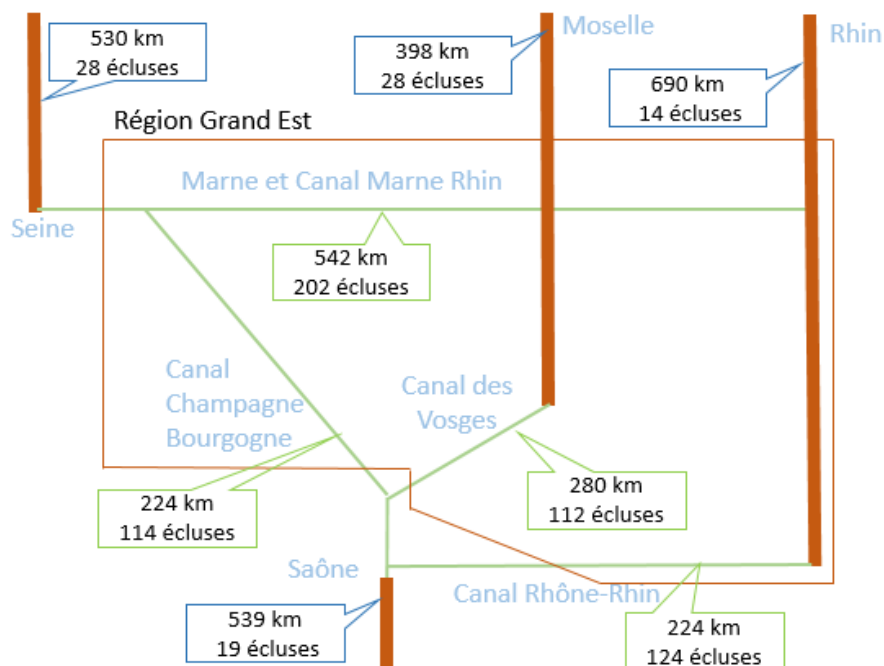 530 km
28 écluses
398 km
28 écluses
Moselle
Rhin
690 km
14 écluses
Région Grand Est
Marne et Canal Marne Rhin
Seine
542 km
202 écluses
Canal
Champagne
Bourgogne
Canal des
Vosges
224 km
114 écluses
280 km
112 écluses
Saône
Canal Rhône-Rhin
539 km
19 écluses
224 km
124 écluses